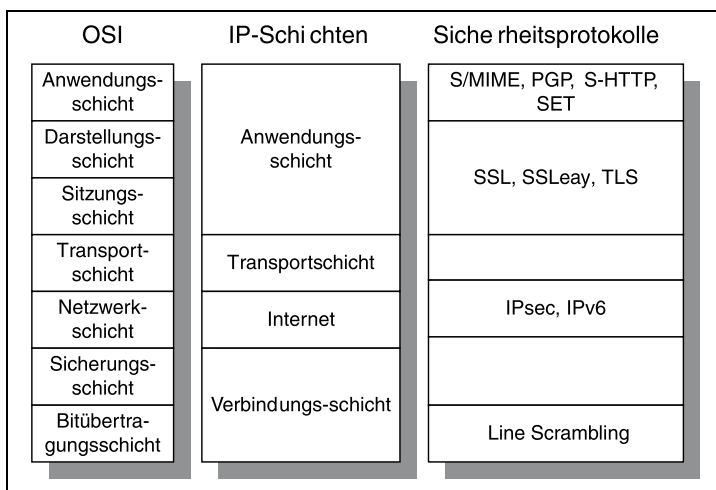 OSI
IP-Schi chten
Siche rheitsprotokolle
Anwendungs-
schicht
Darstellungs-
schicht
Sitzungs-
schicht
Transport-
schicht
Netzwerk-
schicht
Sicherungs-
schicht
Bitübertra-
gungsschicht
Anwendungs-
schicht
Transportschicht
Internet
Verbindungs-schicht
S/MIME, PGP, S-HTTP,
SET
SSL, SSLeay, TLS
IPsec, IPv6
Line Scrambling